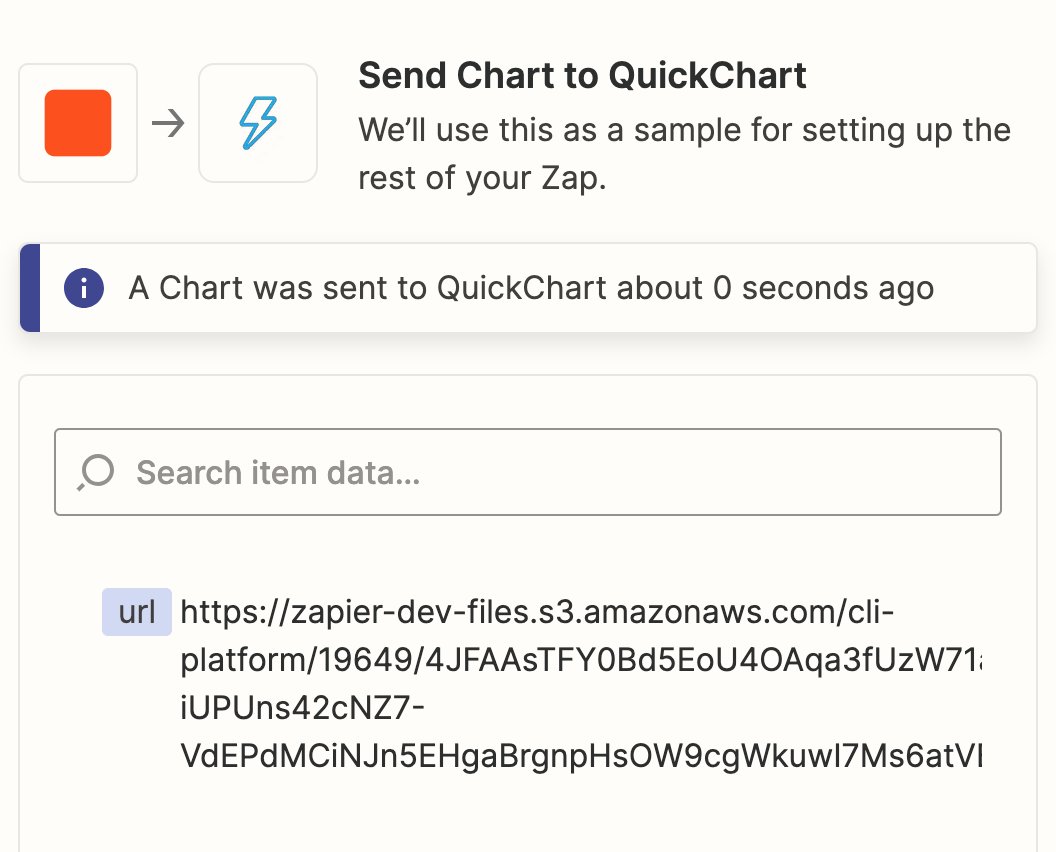 Send Chart to QuickChart
We’ll use this as a sample for setting up the
rest of your Zap.
A Chart was sent to QuickChart about 0 seconds ago
Search item data...
url https://zapier-dev-files.s3.amazonaws.com/cli-
platform/19649/4JFAAsTFY0Bd5EoU4OAqa3fUzW71
iUPUns42cNZ7-
VdEPdMCiNJn5EHgaBrgnpHsOW9cgWkuwI7Ms6atV